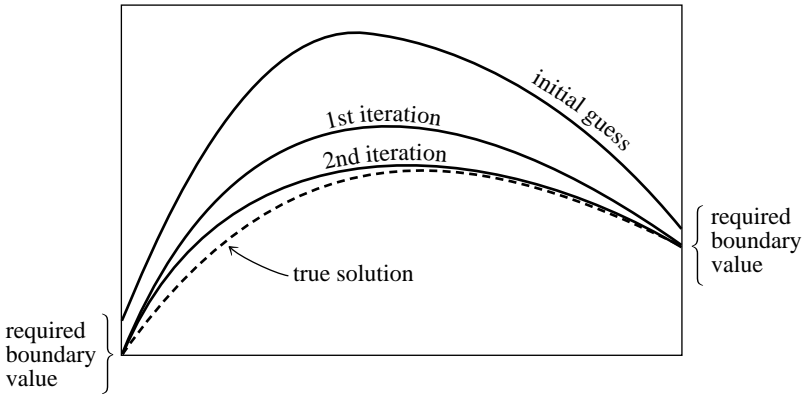 initial guess
1st iteration
2nd iteration
true solution
required
boundary
value
required
boundary
value